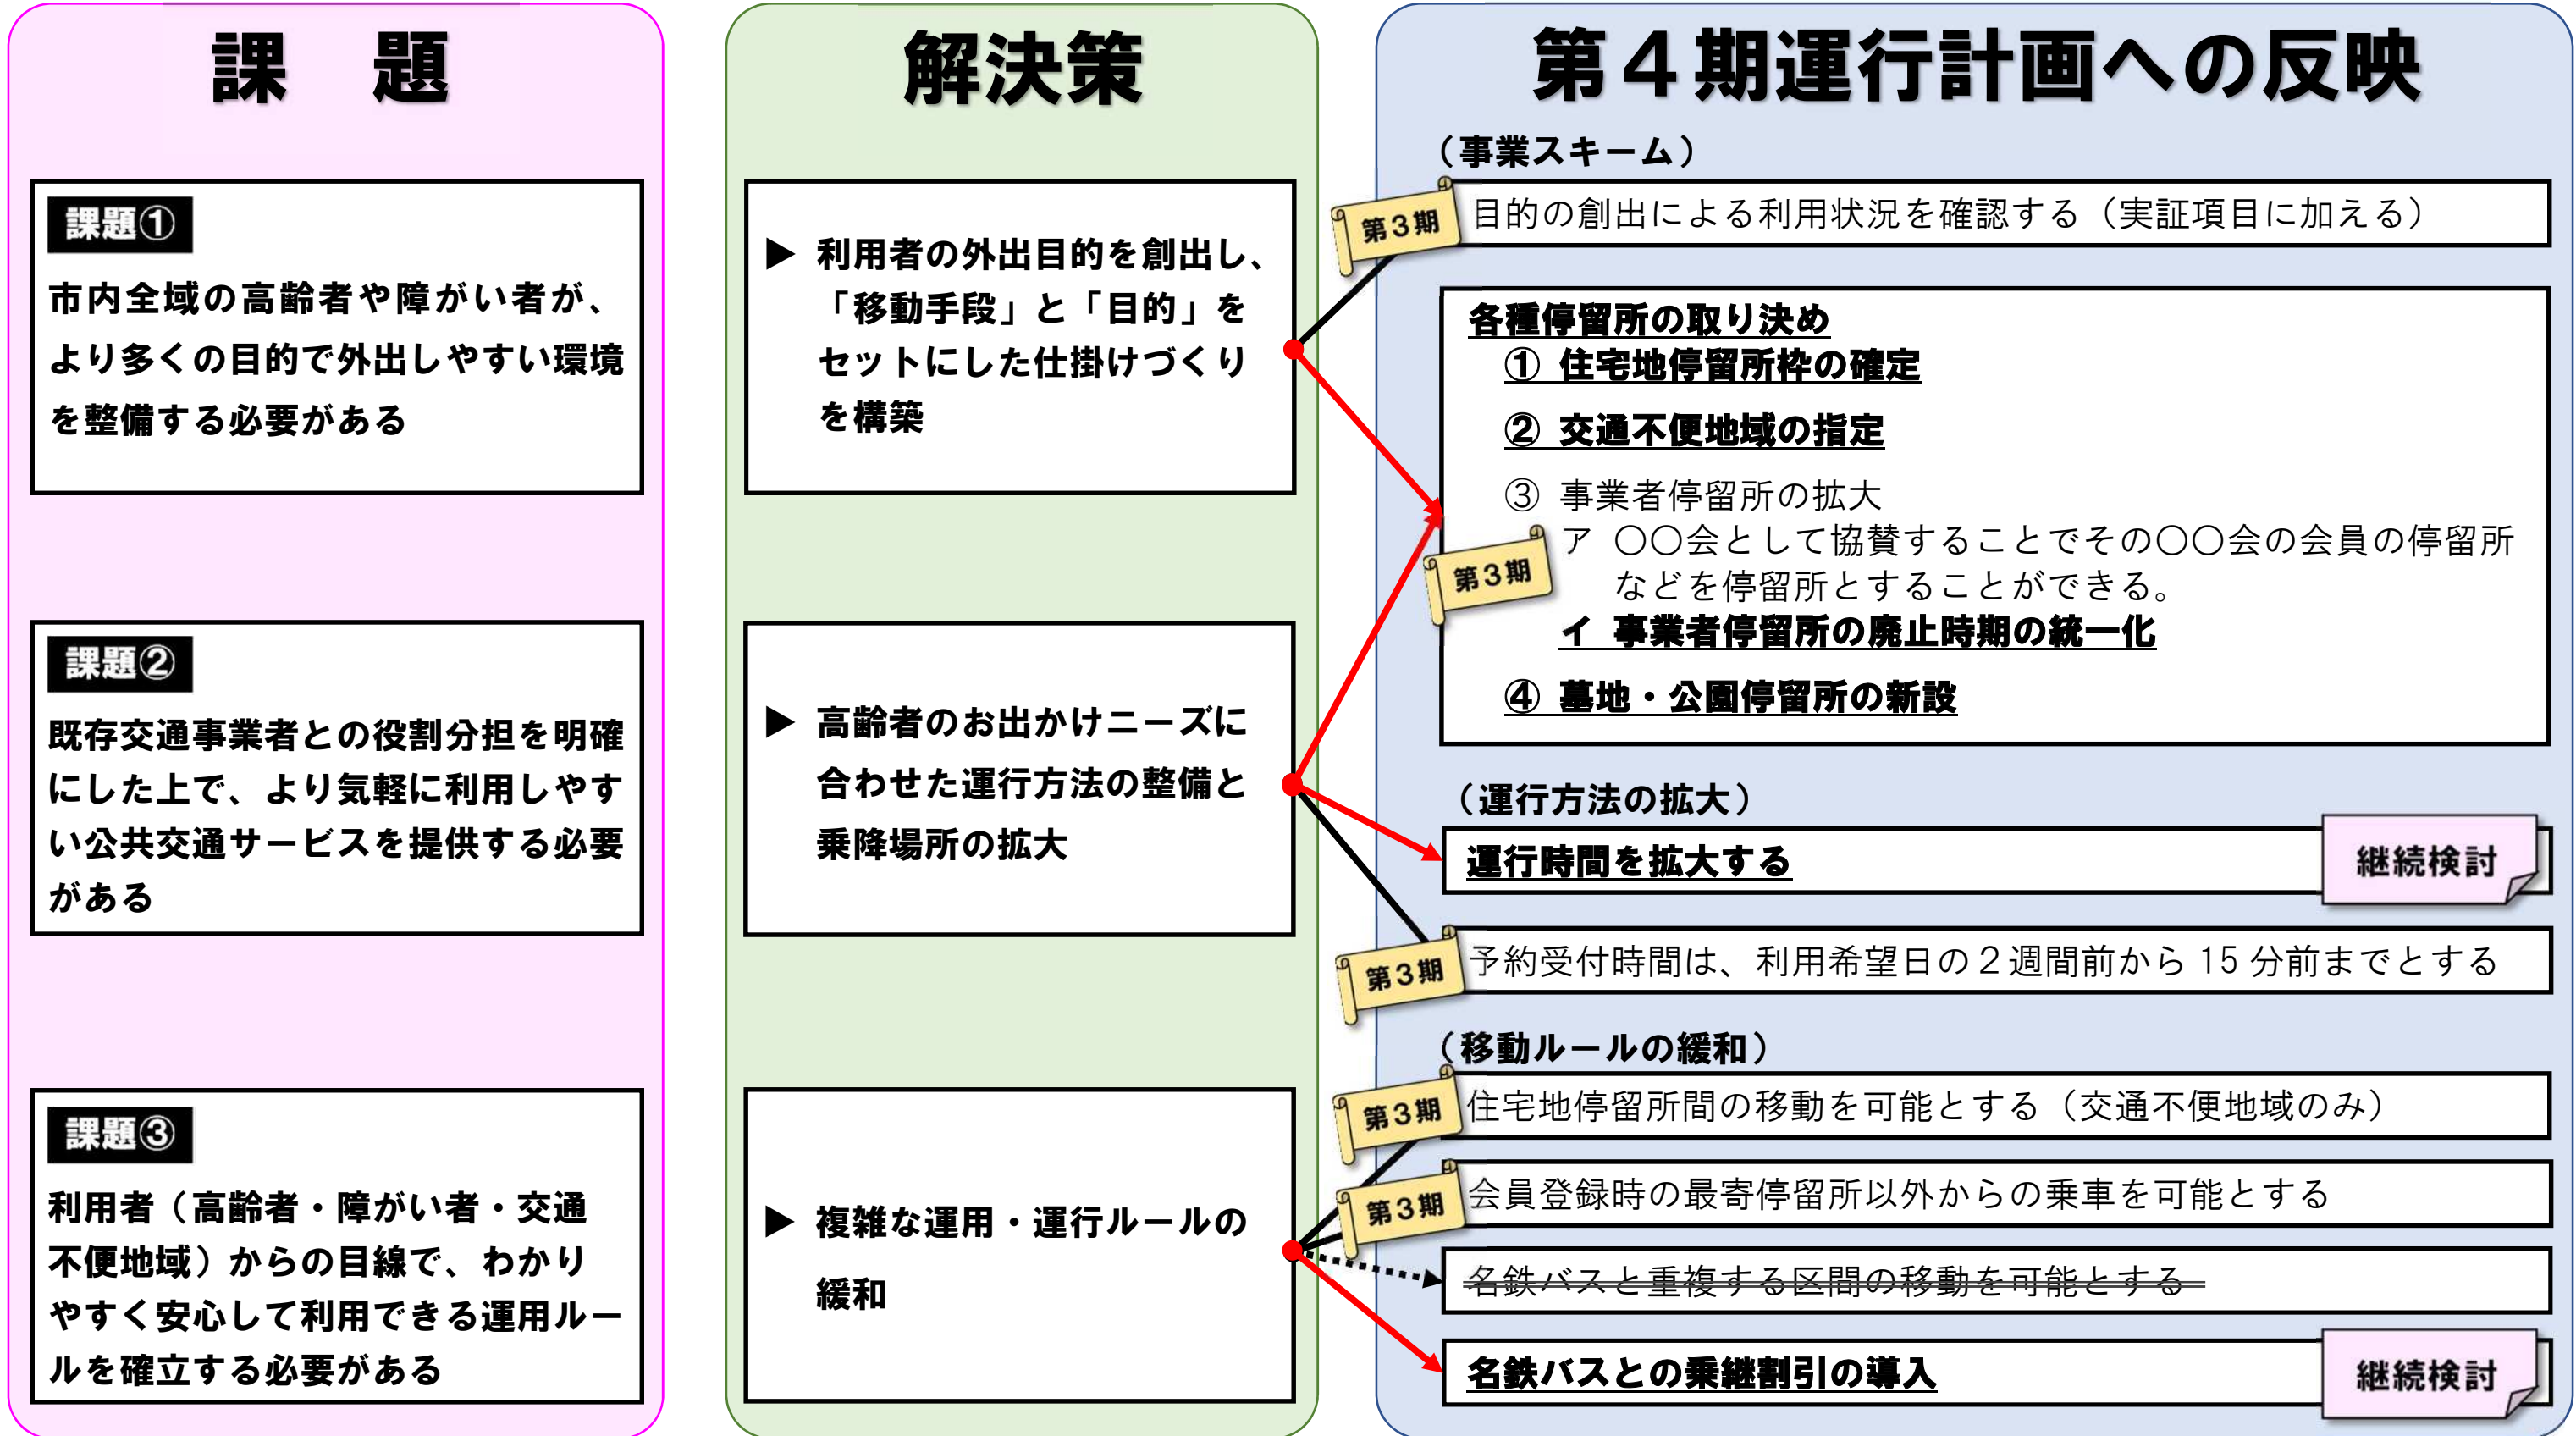 課　題
課題①
市内全域の高齢者や障がい者が、
より多くの目的で外出しやすい環境
を整備する必要がある
課題②
既存交通事業者との役割分担を明確
にした上で、より気軽に利用しやす
い公共交通サービスを提供する必要
がある
課題③
利用者（高齢者・障がい者・交通
不便地域）からの目線で、わかり
やすく安心して利用できる運用ルー
ルを確立する必要がある
解決策
▶ 利用者の外出目的を創出し、
「移動手段」と「目的」を
セットにした仕掛けづくり
を構築
▶ 高齢者のお出かけニーズに
合わせた運行方法の整備と
乗降場所の拡大
▶ 複雑な運用・運行ルールの
緩和
第４期運行計画への反映
（事業スキーム）
第３期
目的の創出による利用状況を確認する（実証項目に加える）
各種停留所の取り決め
① 住宅地停留所枠の確定
② 交通不便地域の指定
③ 事業者停留所の拡大
第３期
ア 〇〇会として協賛することでその〇〇会の会員の停留所
などを停留所とすることができる。
イ 事業者停留所の廃止時期の統一化
④ 墓地・公園停留所の新設
（運行方法の拡大）
運行時間を拡大する
継続検討
第３期
予約受付時間は、利用希望日の２週間前から 15 分前までとする
（移動ルールの緩和）
第３期
住宅地停留所間の移動を可能とする（交通不便地域のみ）
第３期
会員登録時の最寄停留所以外からの乗車を可能とする
名鉄バスと重複する区間の移動を可能とする
名鉄バスとの乗継割引の導入
継続検討